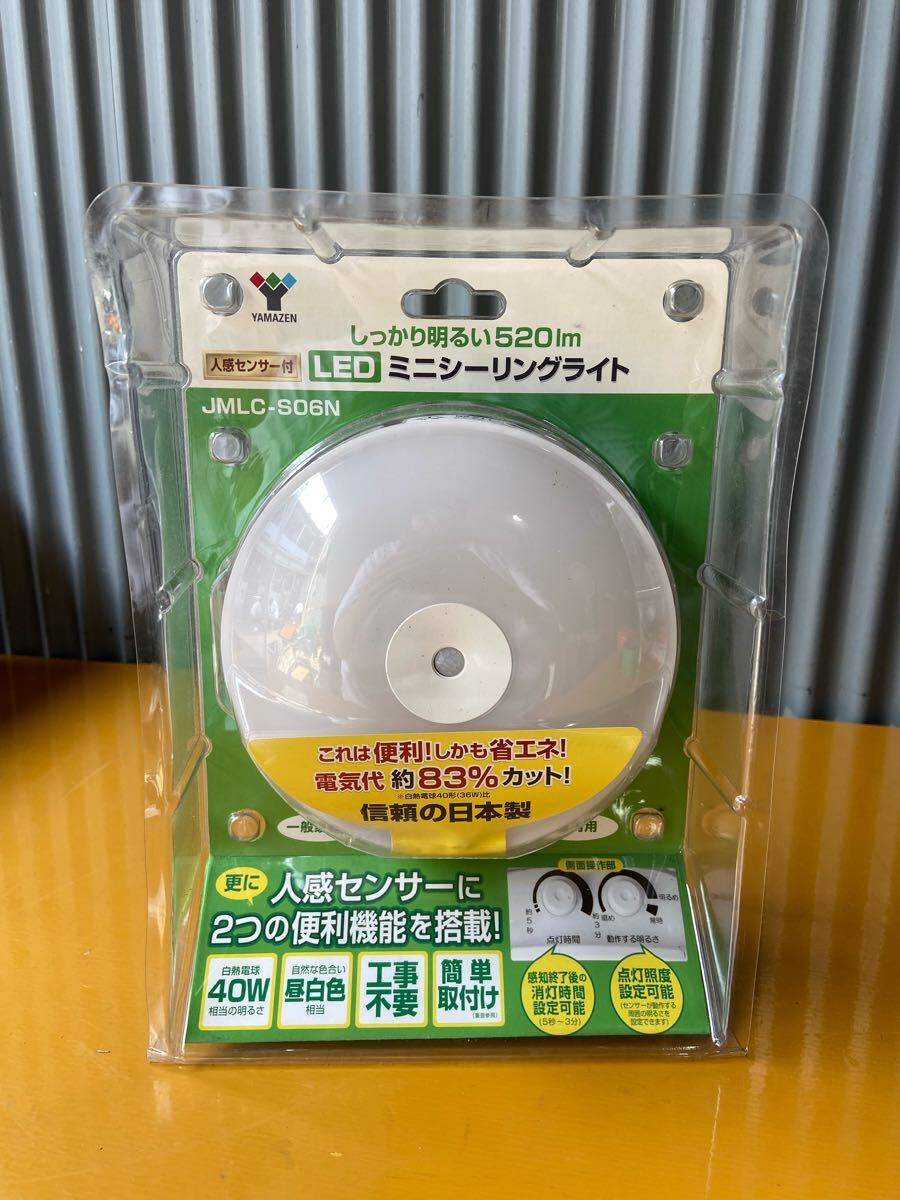 YAMAZEN
しっかり明るい520lm
人感センサー付 LED ミニシーリングライト
JMLC-S06N
これは便利!しかも省エネ!
電気代 約83%カット!
※白熱電球40形(36W)比
信頼の日本製
一般
用
更に 人感センサーに
2つの便利機能を搭載!
白熱電球
40W
相当の明るさ
自然な色合い
昼白色
相当
工事
不要
簡単
取付け
(裏面参照)
側面操作部
約5秒
約3分
点灯時間
暗め
明るめ
常時
動作する明るさ
感知終了後の
消灯時間
設定可能
(5秒~3分)
点灯照度
設定可能
(センサーが動作する
周囲の明るさを
設定できます)